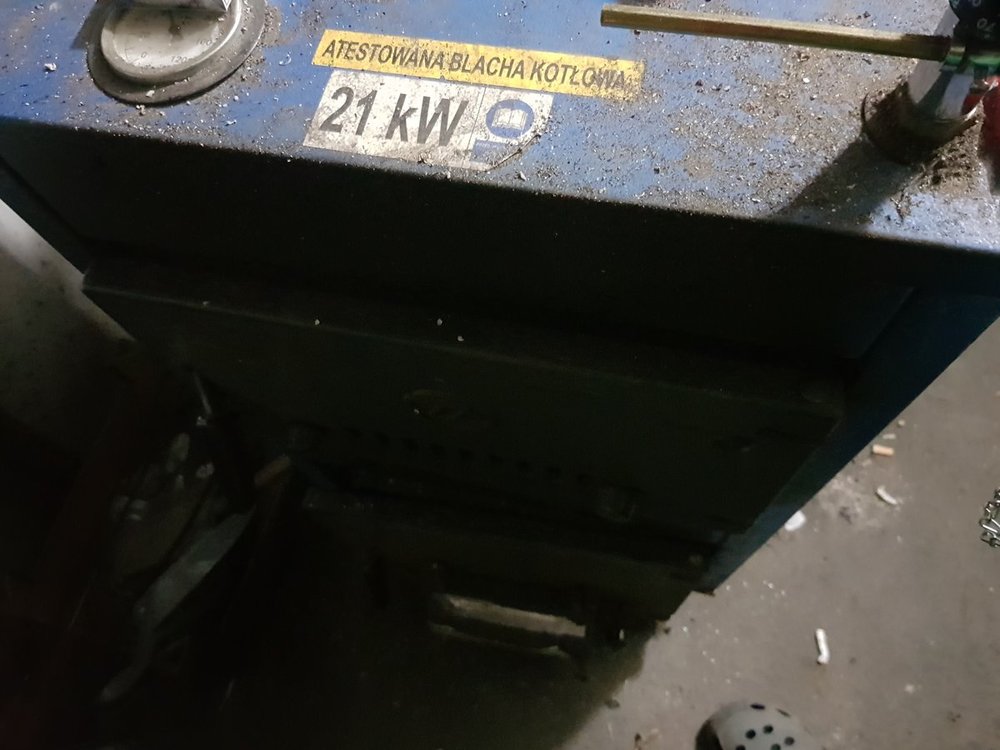 ATESTOWANA BLACHA KOTŁOWA
21 kW